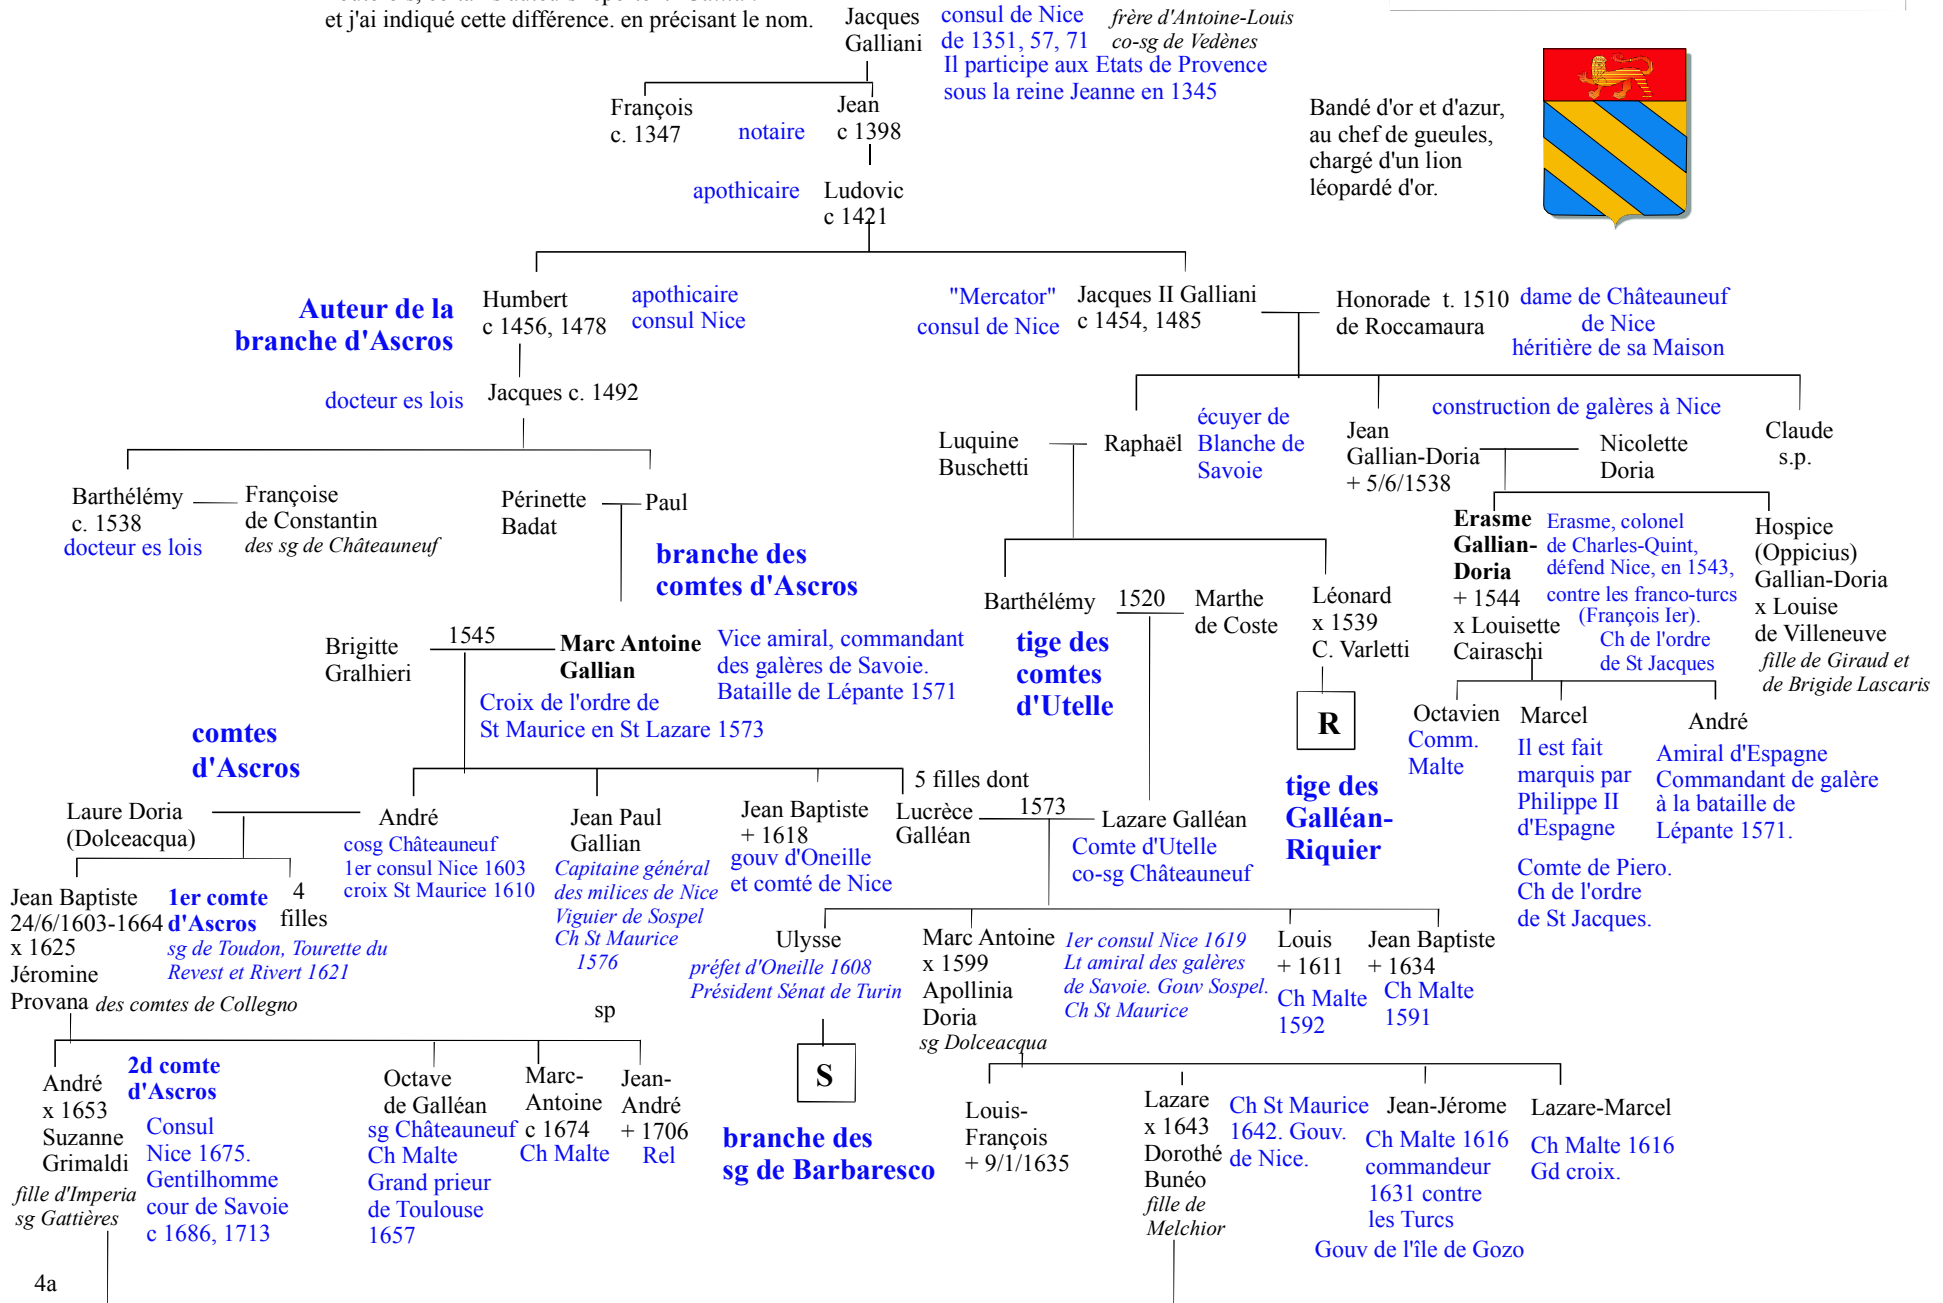 et j'ai indiqué cette différence. en précisant le nom.
Jacques
Galliani
consul de Nice
de 1351, 57, 71
frère d'Antoine-Louis
co-sg de Vedènes
Il participe aux Etats de Provence
sous la reine Jeanne en 1345
François
c. 1347
notaire
Jean
c 1398
Bandé d'or et d'azur,
au chef de gueules,
chargé d'un lion
léopardé d'or.
apothicaire
Ludovic
c 1421
Auteur de la
branche d'Ascros
Humbert
c 1456, 1478
apothicaire
consul Nice
"Mercator"
consul de Nice
Jacques II Galliani
c 1454, 1485
Honorade t. 1510
de Roccamaura
dame de Châteauneuf
de Nice
héritière de sa Maison
docteur es lois
Jacques c. 1492
Luquine
Buschetti
Raphaël
écuyer de
Blanche de
Savoie
construction de galères à Nice
Jean
Gallian-Doria
+ 5/6/1538
Nicolette
Doria
Claude
s.p.
Barthélémy
c. 1538
docteur es lois
Françoise
de Constantin
des sg de Châteauneuf
Périnette
Badat
Paul
branche des
comtes d'Ascros
Erasme
Gallian-
Doria
+ 1544
x Louisette
Cairaschi
Erasme, colonel
de Charles-Quint,
défend Nice, en 1543,
contre les franco-turcs
(François Ier).
Ch de l'ordre
de St Jacques
Hospice
(Oppicius)
Gallian-Doria
x Louise
de Villeneuve
fille de Giraud et
de Brigide Lascaris
Barthélémy
1520
Marthe
de Coste
Léonard
x 1539
C. Varletti
tige des
comtes
d'Utelle
R
tige des
Galléan-
Riquier
Brigitte
Gralhieri
1545
Marc Antoine
Gallian
Vice amiral, commandant
des galères de Savoie.
Bataille de Lépante 1571
Croix de l'ordre de
St Maurice en St Lazare 1573
Octavien
Comm.
Malte
Marcel
Il est fait
marquis par
Philippe II
d'Espagne
Comte de Piero.
Ch de l'ordre
de St Jacques.
André
Amiral d'Espagne
Commandant de galère
à la bataille de
Lépante 1571.
comtes
d'Ascros
Laure Doria
(Dolceacqua)
André
cosg Châteauneuf
1er consul Nice 1603
croix St Maurice 1610
Jean Paul
Gallian
Capitaine général
des milices de Nice
Viguier de Sospel
Ch St Maurice
1576
sp
Jean Baptiste
+ 1618
gouv d'Oneille
et comté de Nice
5 filles dont
Lucrèce
Galléan
1573
Lazare Galléan
Comte d'Utelle
co-sg Châteauneuf
Jean Baptiste
24/6/1603-1664
x 1625
Jéromine
Provana des comtes de Collegno
1er comte
d'Ascros
sg de Toudon, Tourette du
Revest et Rivert 1621
4
filles
Ulysse
préfet d'Oneille 1608
Président Sénat de Turin
S
branche des
sg de Barbaresco
Marc Antoine
x 1599
Apollinia
Doria
sg Dolceacqua
1er consul Nice 1619
Lt amiral des galères
de Savoie. Gouv Sospel.
Ch St Maurice
Louis
+ 1611
Ch Malte
1592
Jean Baptiste
+ 1634
Ch Malte
1591
André
x 1653
Suzanne
Grimaldi
fille d'Imperia
sg Gattières
2d comte
d'Ascros
Consul
Nice 1675.
Gentilhomme
cour de Savoie
c 1686, 1713
Octave
de Galléan
sg Châteauneuf
Ch Malte
Grand prieur
de Toulouse
1657
Marc-
Antoine
c 1674
Ch Malte
Jean-
André
+ 1706
Rel
Louis-
François
+ 9/1/1635
Lazare
x 1643
Dorothé
Bunéo
fille de
Melchior
Ch St Maurice
1642. Gouv.
de Nice.
Jean-Jérome
Ch Malte 1616
commandeur
1631 contre
les Turcs
Gouv de l'île de Gozo
Lazare-Marcel
Ch Malte 1616
Gd croix.
4a